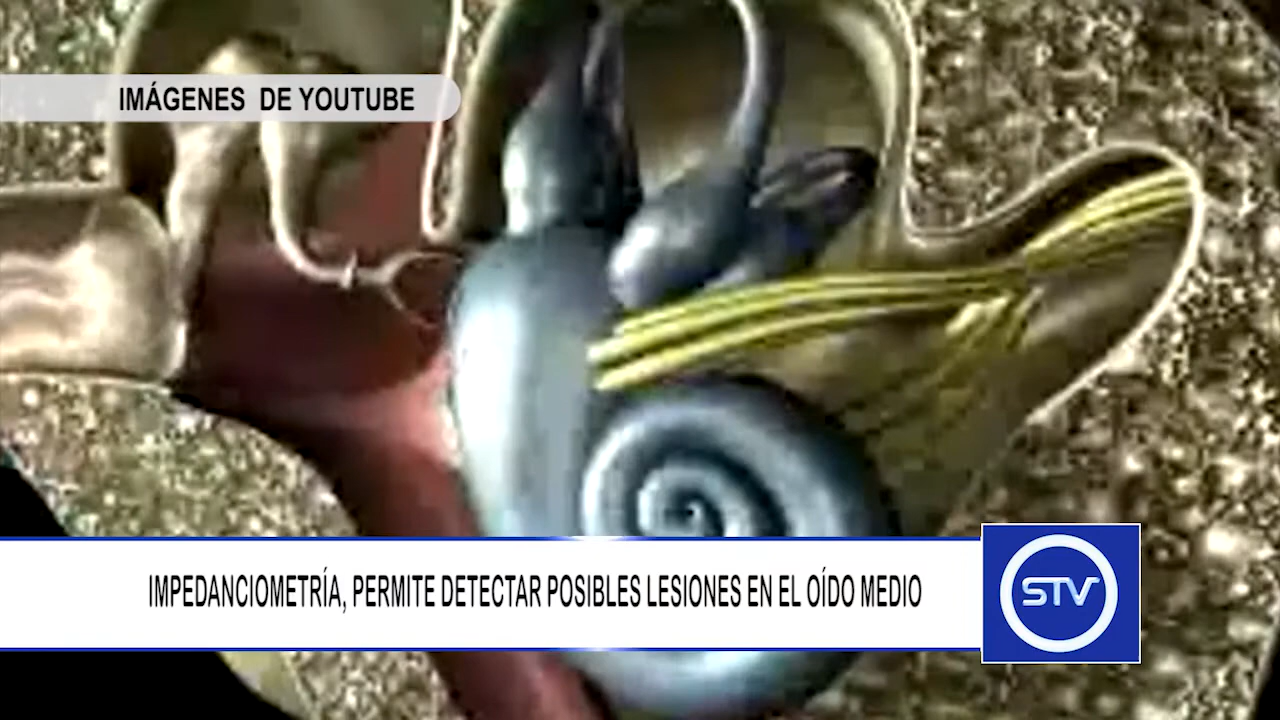 IMÁGENES DE YOUTUBE
IMPEDANCIOMETRÍA, PERMITE DETECTAR POSIBLES LESIONES EN EL OÍDO MEDIO
STV